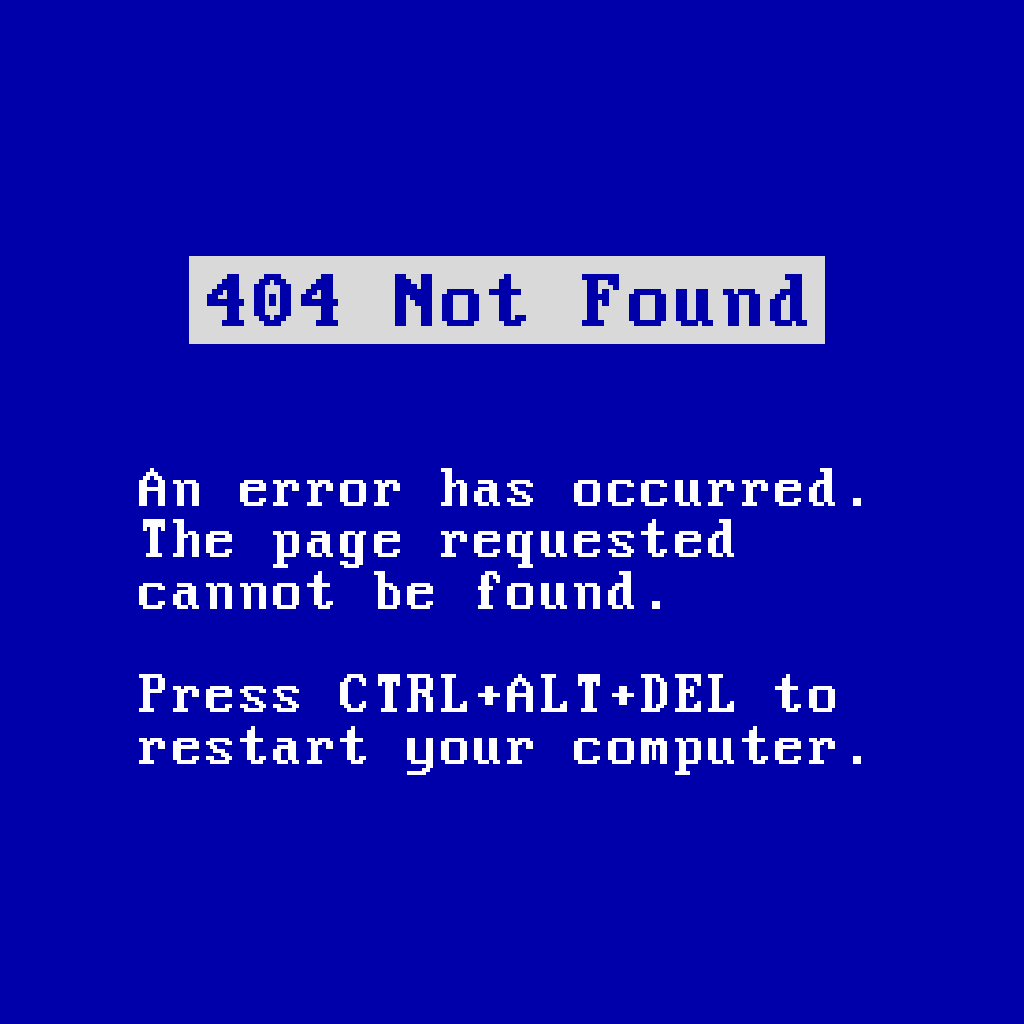 404 Not Found
An error has occurred.
The page requested
cannot be found.
Press CTRL+ALT+DEL to
restart your computer.